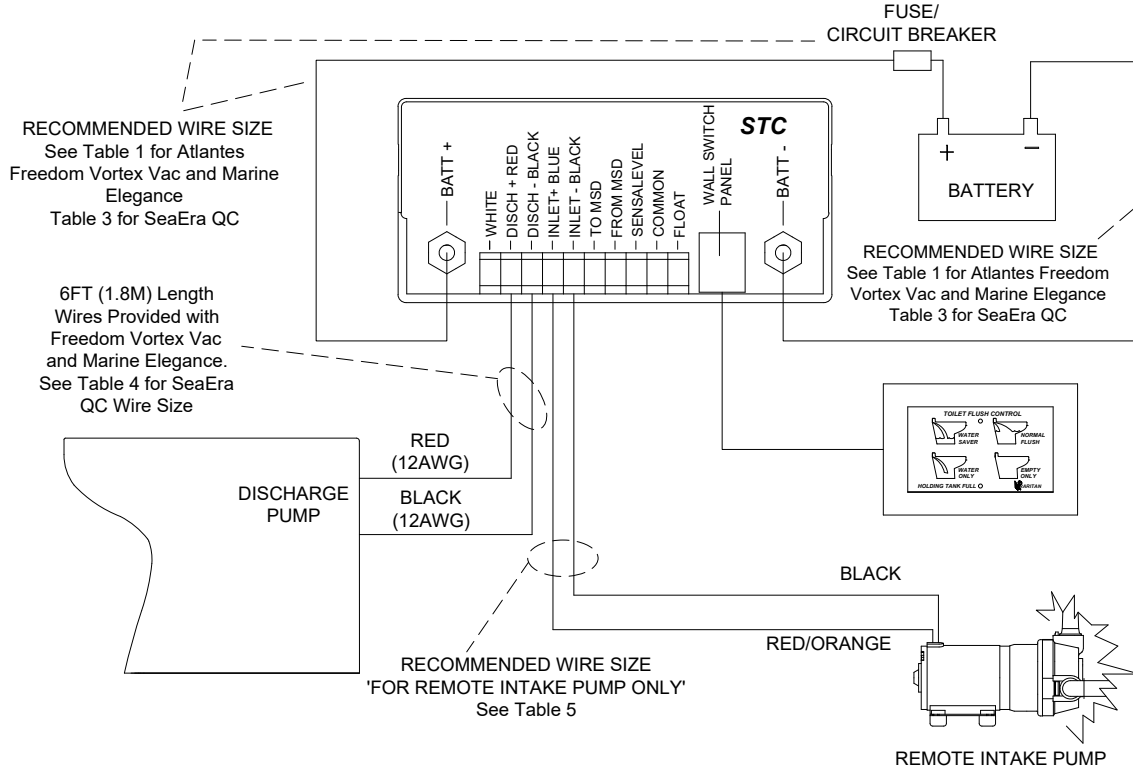 FUSE/
CIRCUIT BREAKER
RECOMMENDED WIRE SIZE
See Table 1 for Atlantes
Freedom Vortex Vac and Marine
Elegance
Table 3 for SeaEra QC
STC
BATT +
WHITE
DISCH + RED
DISCH - BLACK
INLET+ BLUE
INLET - BLACK
TO MSD
FROM MSD
SENSALEVEL
COMMON
FLOAT
WALL SWITCH
PANEL
BATT -
+ −
BATTERY
RECOMMENDED WIRE SIZE
See Table 1 for Atlantes Freedom
Vortex Vac and Marine Elegance
Table 3 for SeaEra QC
6FT (1.8M) Length
Wires Provided with
Freedom Vortex Vac
and Marine Elegance.
See Table 4 for SeaEra
QC Wire Size
TOILET FLUSH CONTROL
WATER
SAVER
NORMAL
FLUSH
WATER
ONLY
EMPTY
ONLY
HOLDING TANK FULL
RARITAN
RED
(12AWG)
DISCHARGE
PUMP
BLACK
(12AWG)
BLACK
RED/ORANGE
RECOMMENDED WIRE SIZE
'FOR REMOTE INTAKE PUMP ONLY'
See Table 5
REMOTE INTAKE PUMP